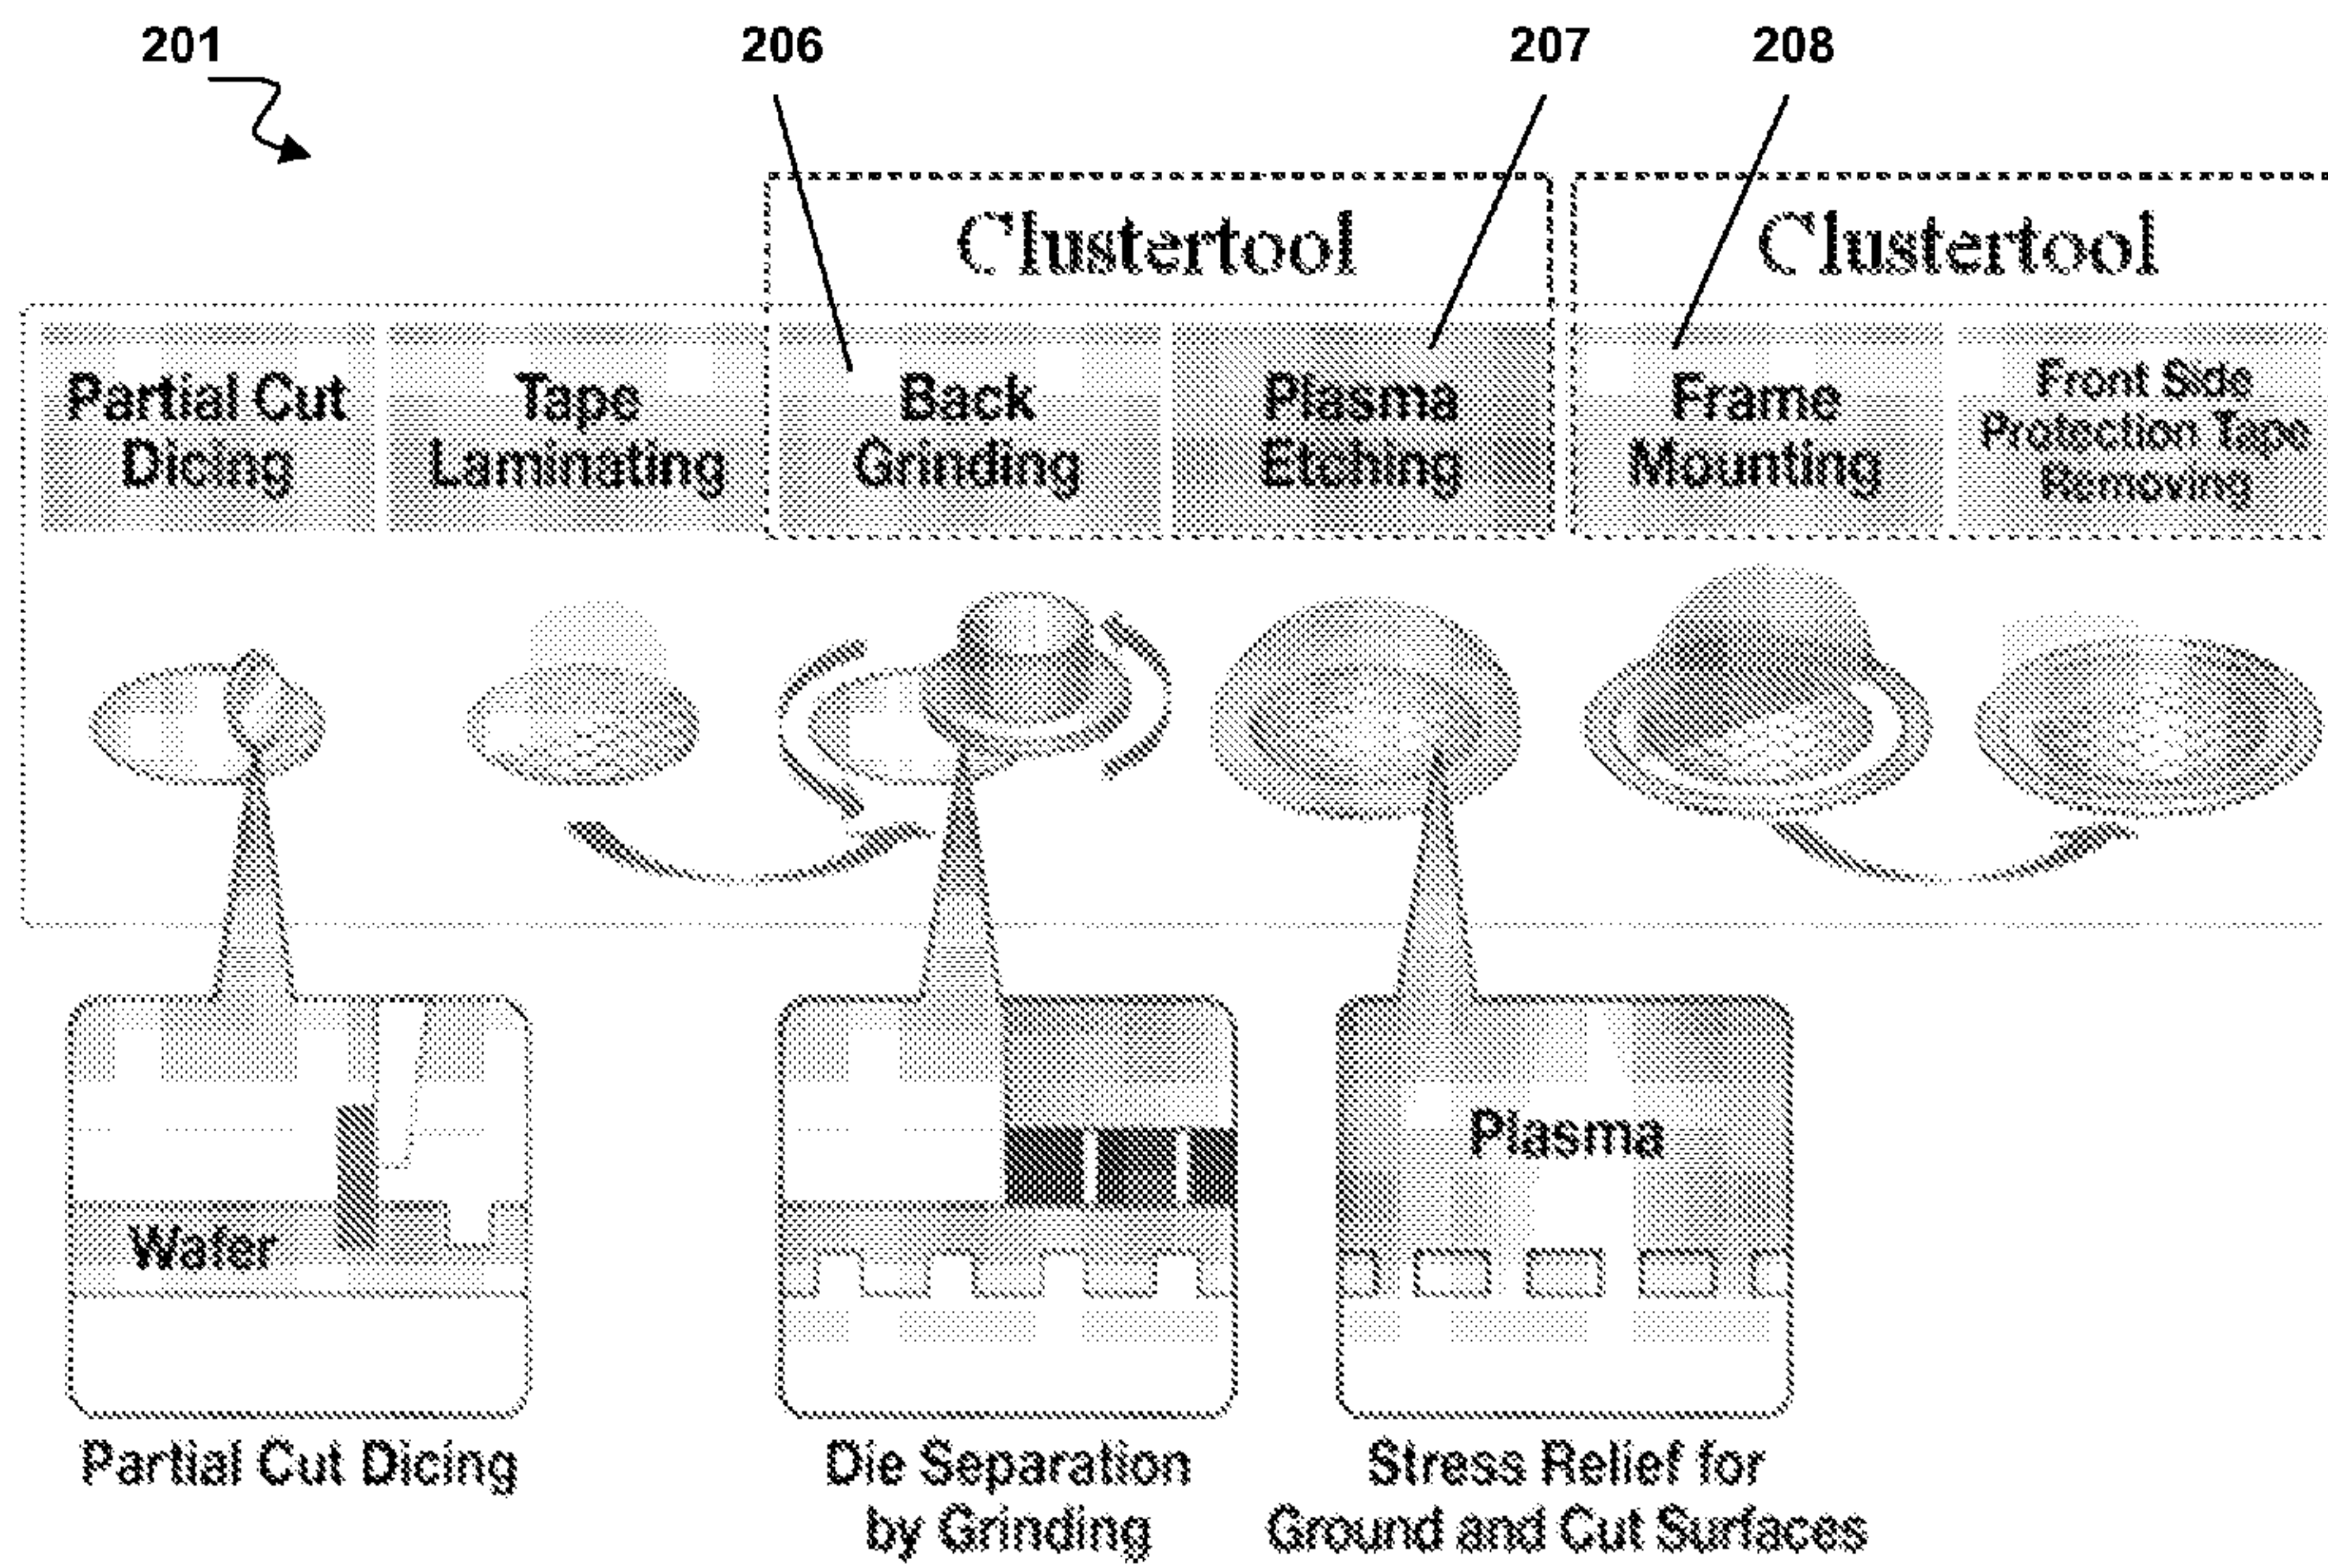 201
206
207
208
Clustertool
Clustertool
Partial Cut
Dicing
Tape
Laminating
Back
Grinding
Plasma
Etching
Frame
Mounting
Front Side
Protection Tape
Removing
Wafer
Plasma
Partial Cut Dicing
Die Separation
by Grinding
Stress Relief for
Ground and Cut Surfaces